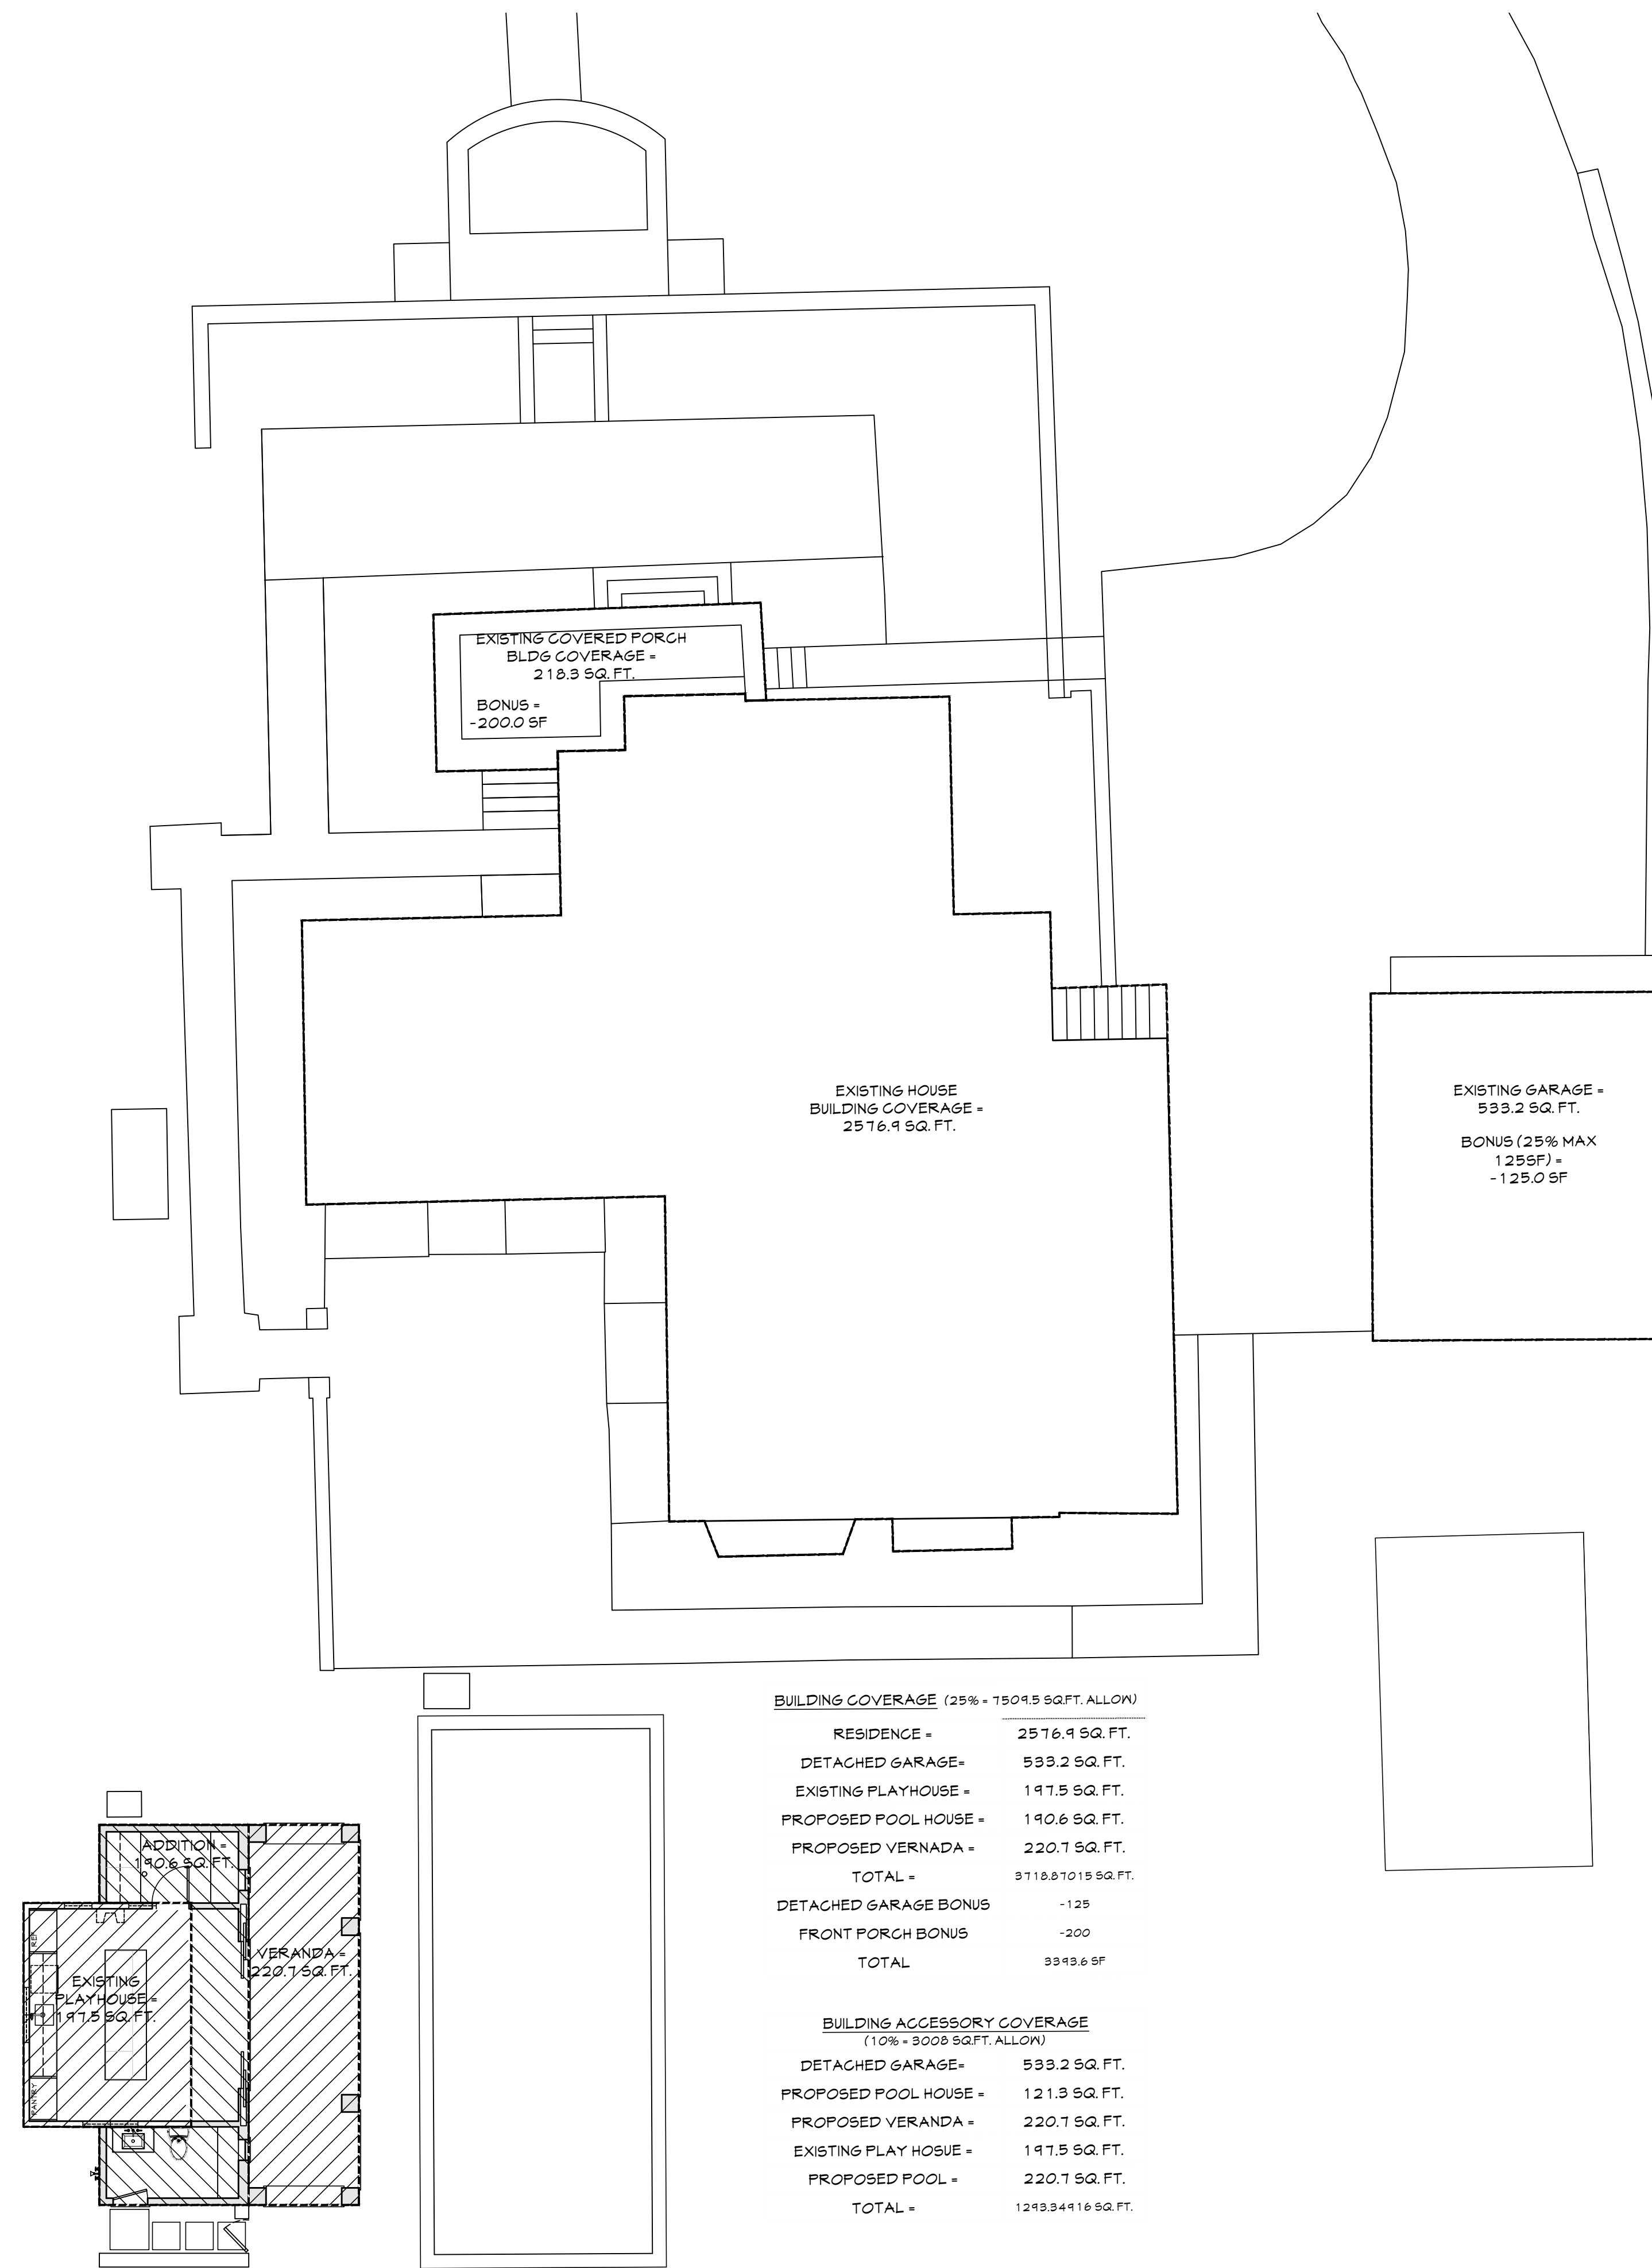 EXISTING COVERED PORCH
BLDG COVERAGE =
218.3 SQ. FT.
BONUS =
-200.0 SF
EXISTING HOUSE
BUILDING COVERAGE =
2576.9 SQ. FT.
EXISTING GARAGE =
533.2 SQ. FT.
BONUS (25% MAX
125SF) =
-125.0 SF
BUILDING COVERAGE (25% = 7509.5 SQ.FT. ALLOW)
RESIDENCE = 2576.9 SQ. FT.
DETACHED GARAGE= 533.2 SQ. FT.
EXISTING PLAYHOUSE = 197.5 SQ. FT.
PROPOSED POOL HOUSE = 190.6 SQ. FT.
PROPOSED VERNADA = 220.7 SQ. FT.
TOTAL = 3718.87015 SQ. FT.
DETACHED GARAGE BONUS -125
FRONT PORCH BONUS -200
TOTAL 3393.6 SF
BUILDING ACCESSORY COVERAGE
(10% = 3008 SQ.FT. ALLOW)
DETACHED GARAGE= 533.2 SQ. FT.
PROPOSED POOL HOUSE = 121.3 SQ. FT.
PROPOSED VERANDA = 220.7 SQ. FT.
EXISTING PLAY HOSUE = 197.5 SQ. FT.
PROPOSED POOL = 220.7 SQ. FT.
TOTAL = 1293.34916 SQ. FT.
ADDITION =
190.6 SQ. FT.
VERANDA =
220.7 SQ. FT.
EXISTING
PLAYHOUSE =
197.5 SQ. FT.
REF
PANTRY